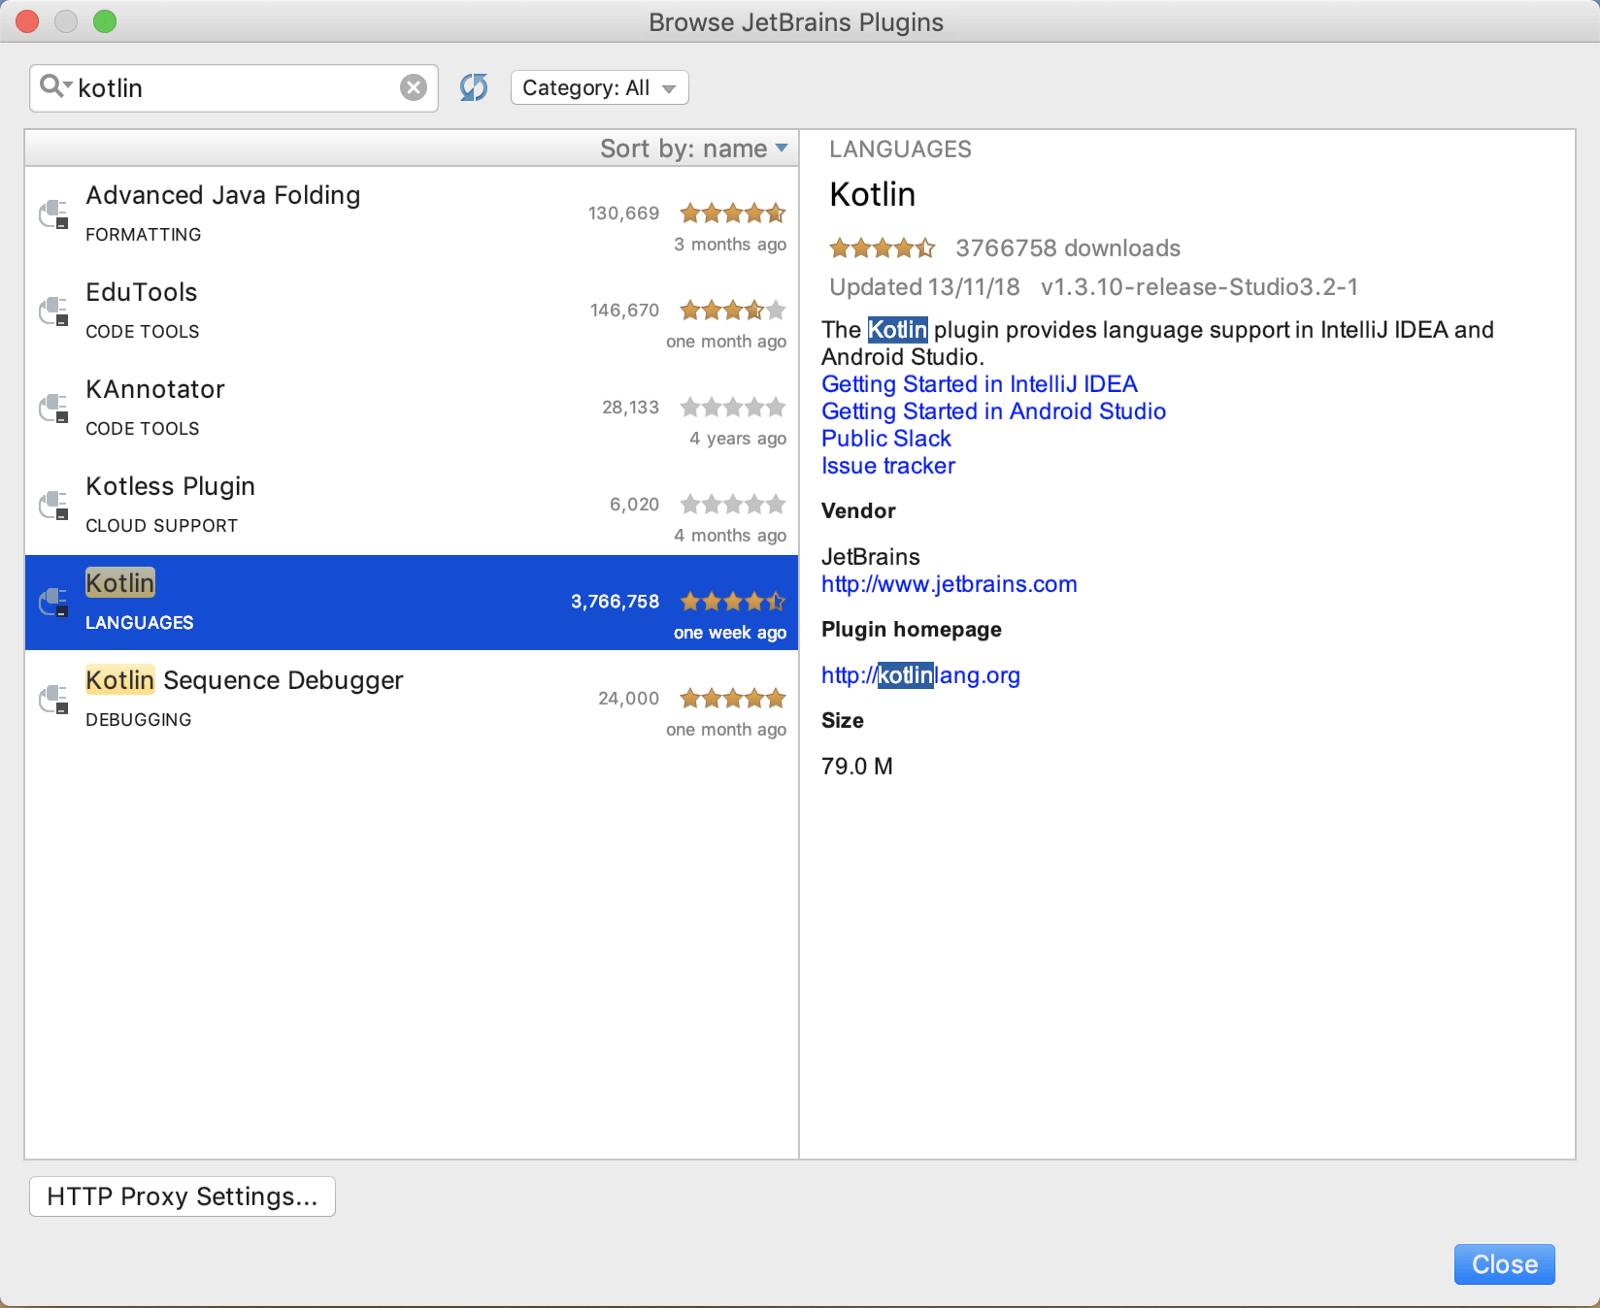 Browse JetBrains Plugins
kotlin
Category: All
Sort by: name
Advanced Java Folding
FORMATTING
130,669
3 months ago
EduTools
CODE TOOLS
146,670
one month ago
KAnnotator
CODE TOOLS
28,133
4 years ago
Kotless Plugin
CLOUD SUPPORT
6,020
4 months ago
Kotlin
LANGUAGES
3,766,758
one week ago
Kotlin Sequence Debugger
DEBUGGING
24,000
one month ago
LANGUAGES
Kotlin
3766758 downloads
Updated 13/11/18 v1.3.10-release-Studio3.2-1
The Kotlin plugin provides language support in IntelliJ IDEA and
Android Studio.
Getting Started in IntelliJ IDEA
Getting Started in Android Studio
Public Slack
Issue tracker
Vendor
JetBrains
http://www.jetbrains.com
Plugin homepage
http://kotlinlang.org
Size
79.0 M
HTTP Proxy Settings...
Close